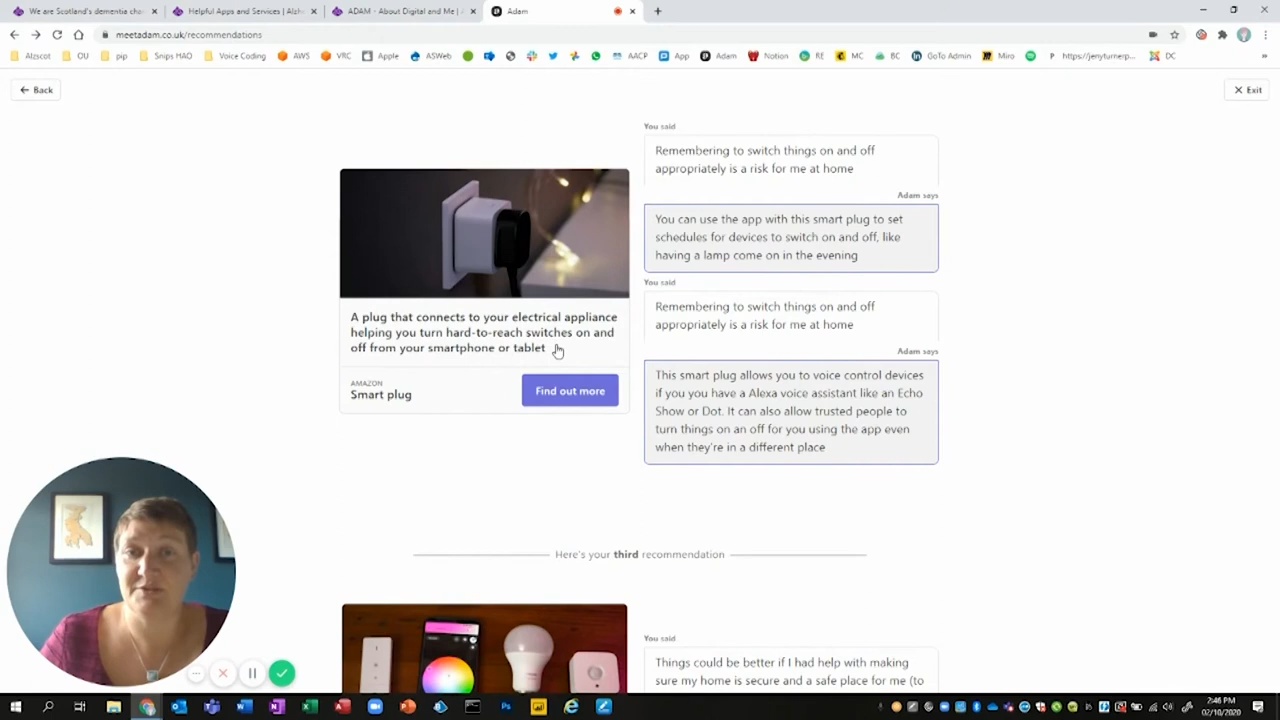 We are Scotland's dementia cha
Helpful Apps and Services | Alzh
ADAM - About Digital and Me | A
Adam
meetadam.co.uk/recommendations
Alzscot
OU
pip
Snips HAO
Voice Coding
AWS
VRC
Apple
ASWeb
AACP
App
Adam
Notion
RE
MC
BC
GoTo Admin
Miro
https://jenyturnerp...
DC
Back
Exit
You said
Remembering to switch things on and off
appropriately is a risk for me at home
Adam says
You can use the app with this smart plug to set
schedules for devices to switch on and off, like
having a lamp come on in the evening
You said
Remembering to switch things on and off
appropriately is a risk for me at home
Adam says
This smart plug allows you to voice control devices
if you you have a Alexa voice assistant like an Echo
Show or Dot. It can also allow trusted people to
turn things on an off for you using the app even
when they're in a different place
A plug that connects to your electrical appliance
helping you turn hard-to-reach switches on and
off from your smartphone or tablet
AMAZON
Smart plug
Find out more
Here's your third recommendation
You said
Things could be better if I had help with making
sure my home is secure and a safe place for me (to
2:46 PM
02/10/2020